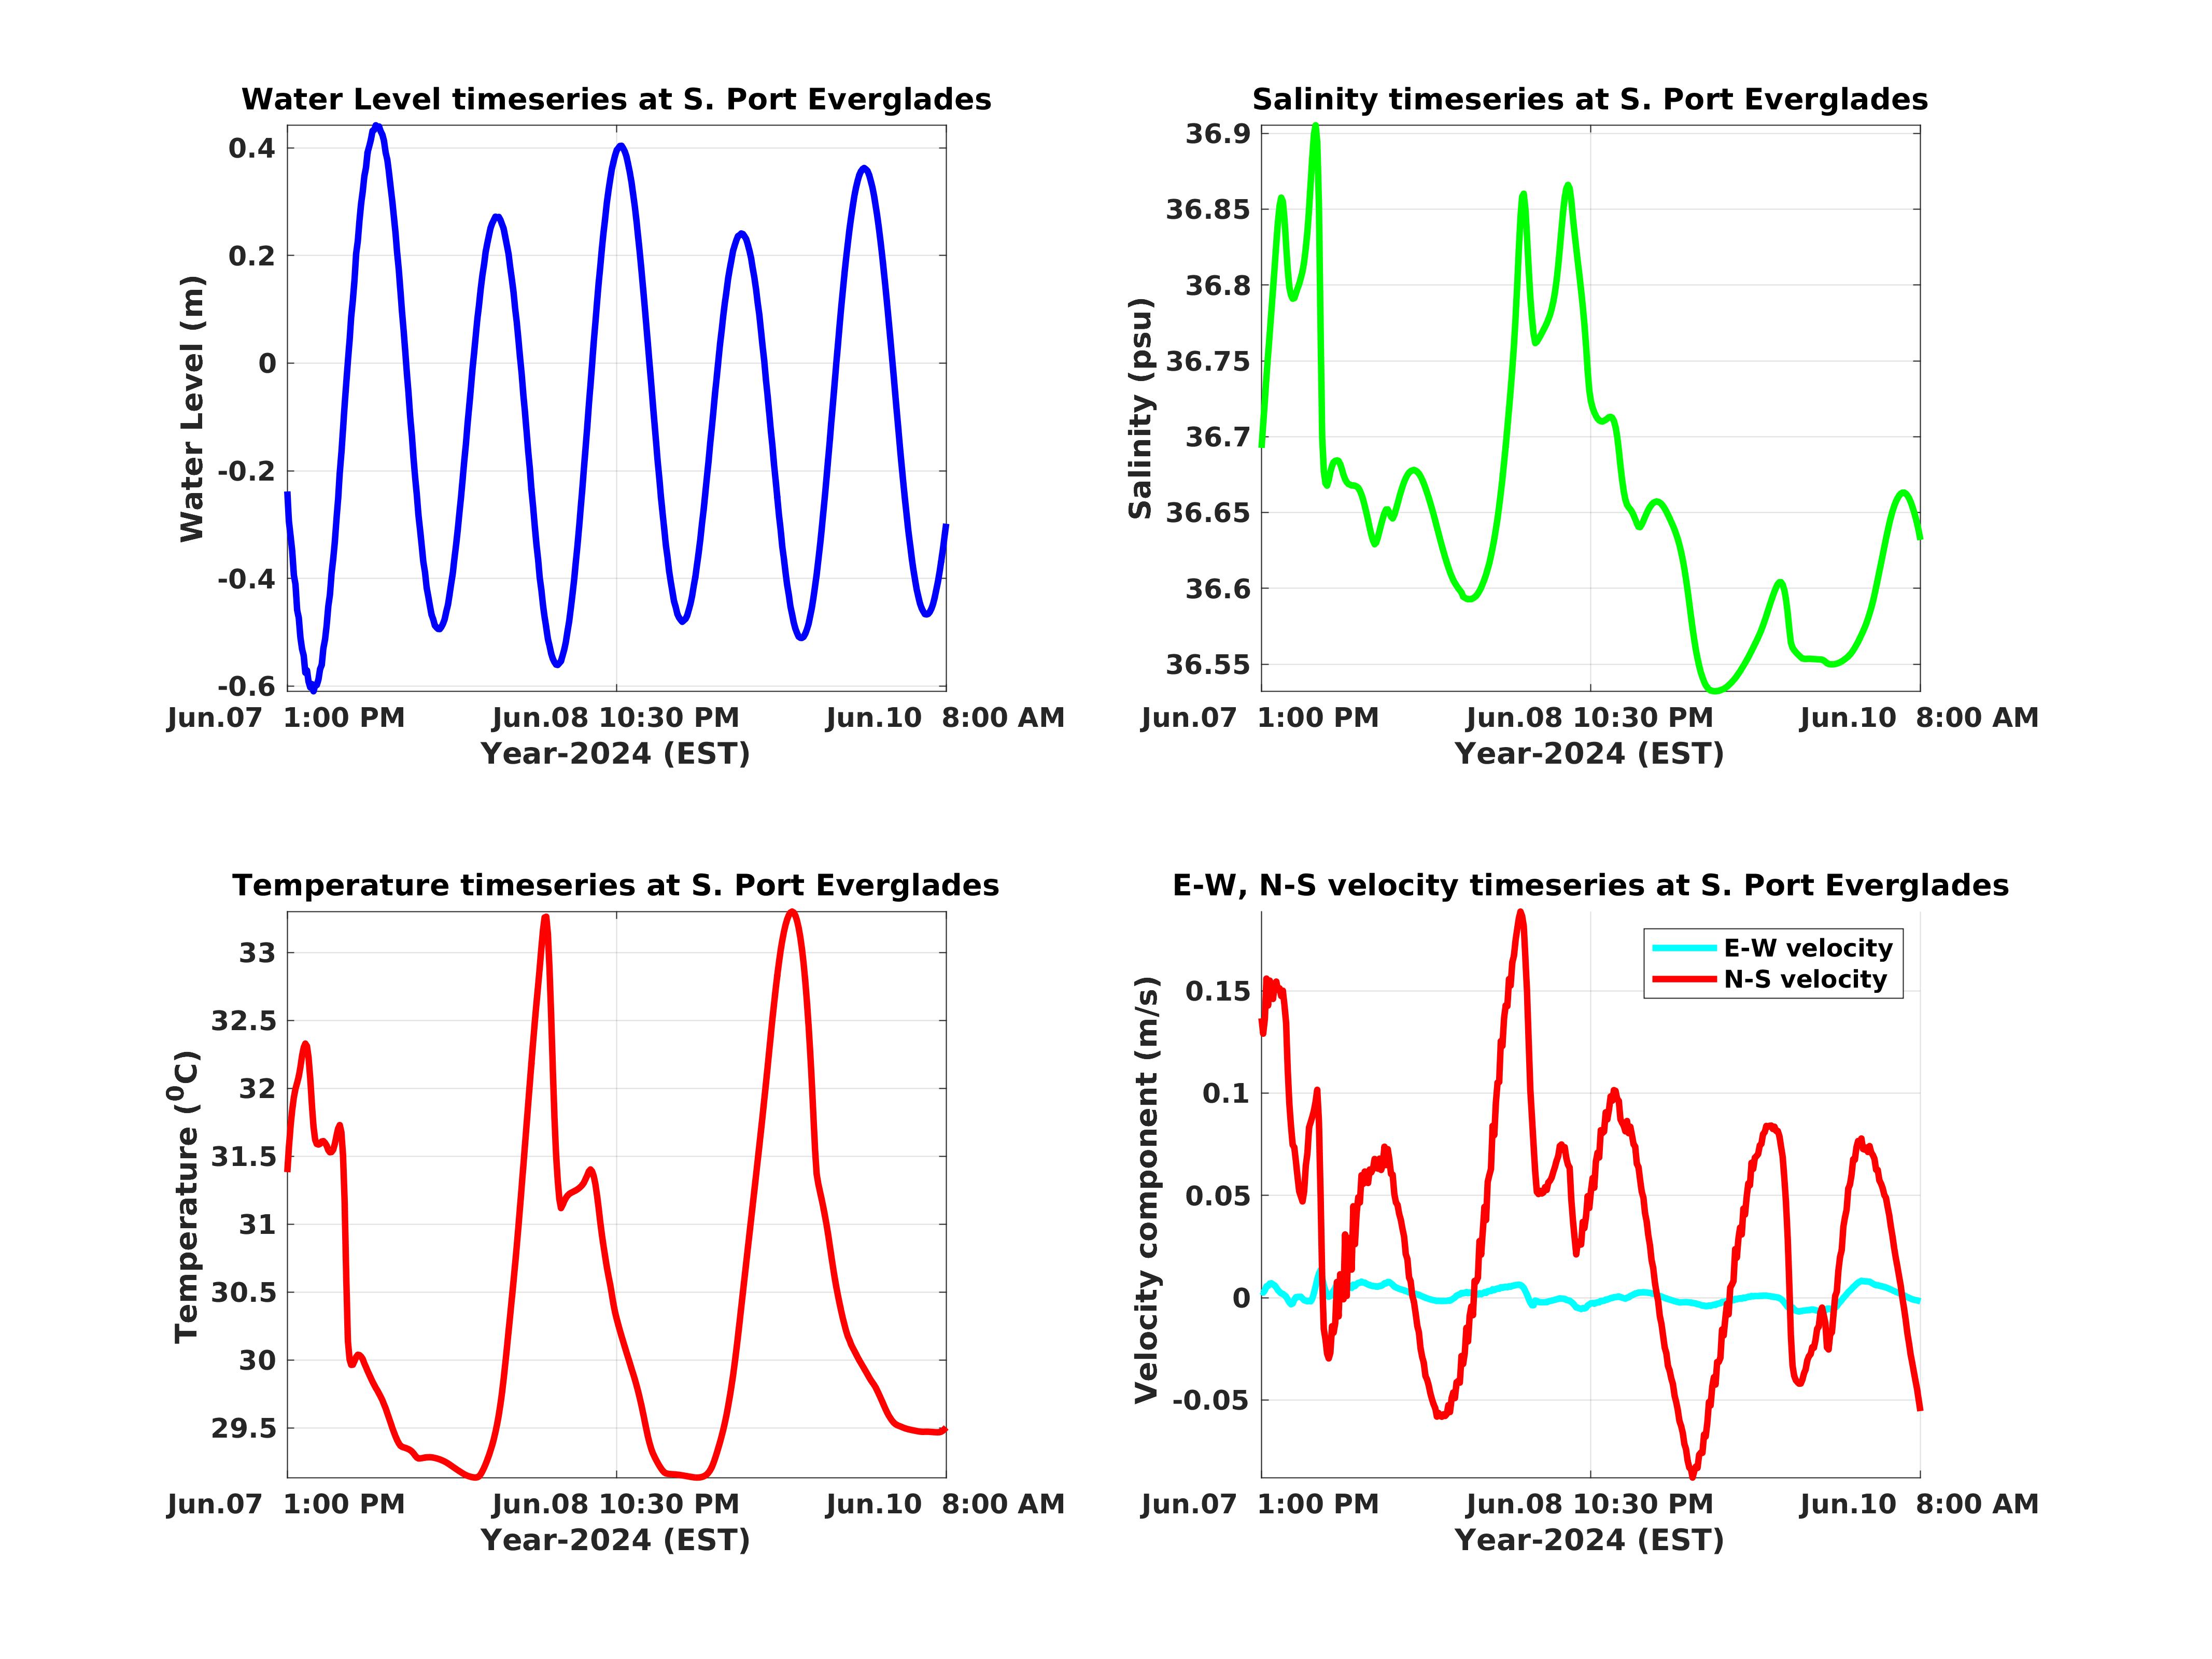 Water Level timeseries at S. Port Everglades
0.4
0.2
0
-0.2
-0.4
-0.6
Water Level (m)
Jun.07 1:00 PM Jun.08 10:30 PM Jun.10 8:00 AM
Year-2024 (EST)
Salinity timeseries at S. Port Everglades
36.9
36.85
36.8
36.75
36.7
36.65
36.6
36.55
Salinity (psu)
Jun.07 1:00 PM Jun.08 10:30 PM Jun.10 8:00 AM
Year-2024 (EST)
Temperature timeseries at S. Port Everglades
33
32.5
32
31.5
31
30.5
30
29.5
Temperature (⁰C)
Jun.07 1:00 PM Jun.08 10:30 PM Jun.10 8:00 AM
Year-2024 (EST)
E-W, N-S velocity timeseries at S. Port Everglades
E-W velocity
N-S velocity
0.15
0.1
0.05
0
-0.05
Velocity component (m/s)
Jun.07 1:00 PM Jun.08 10:30 PM Jun.10 8:00 AM
Year-2024 (EST)